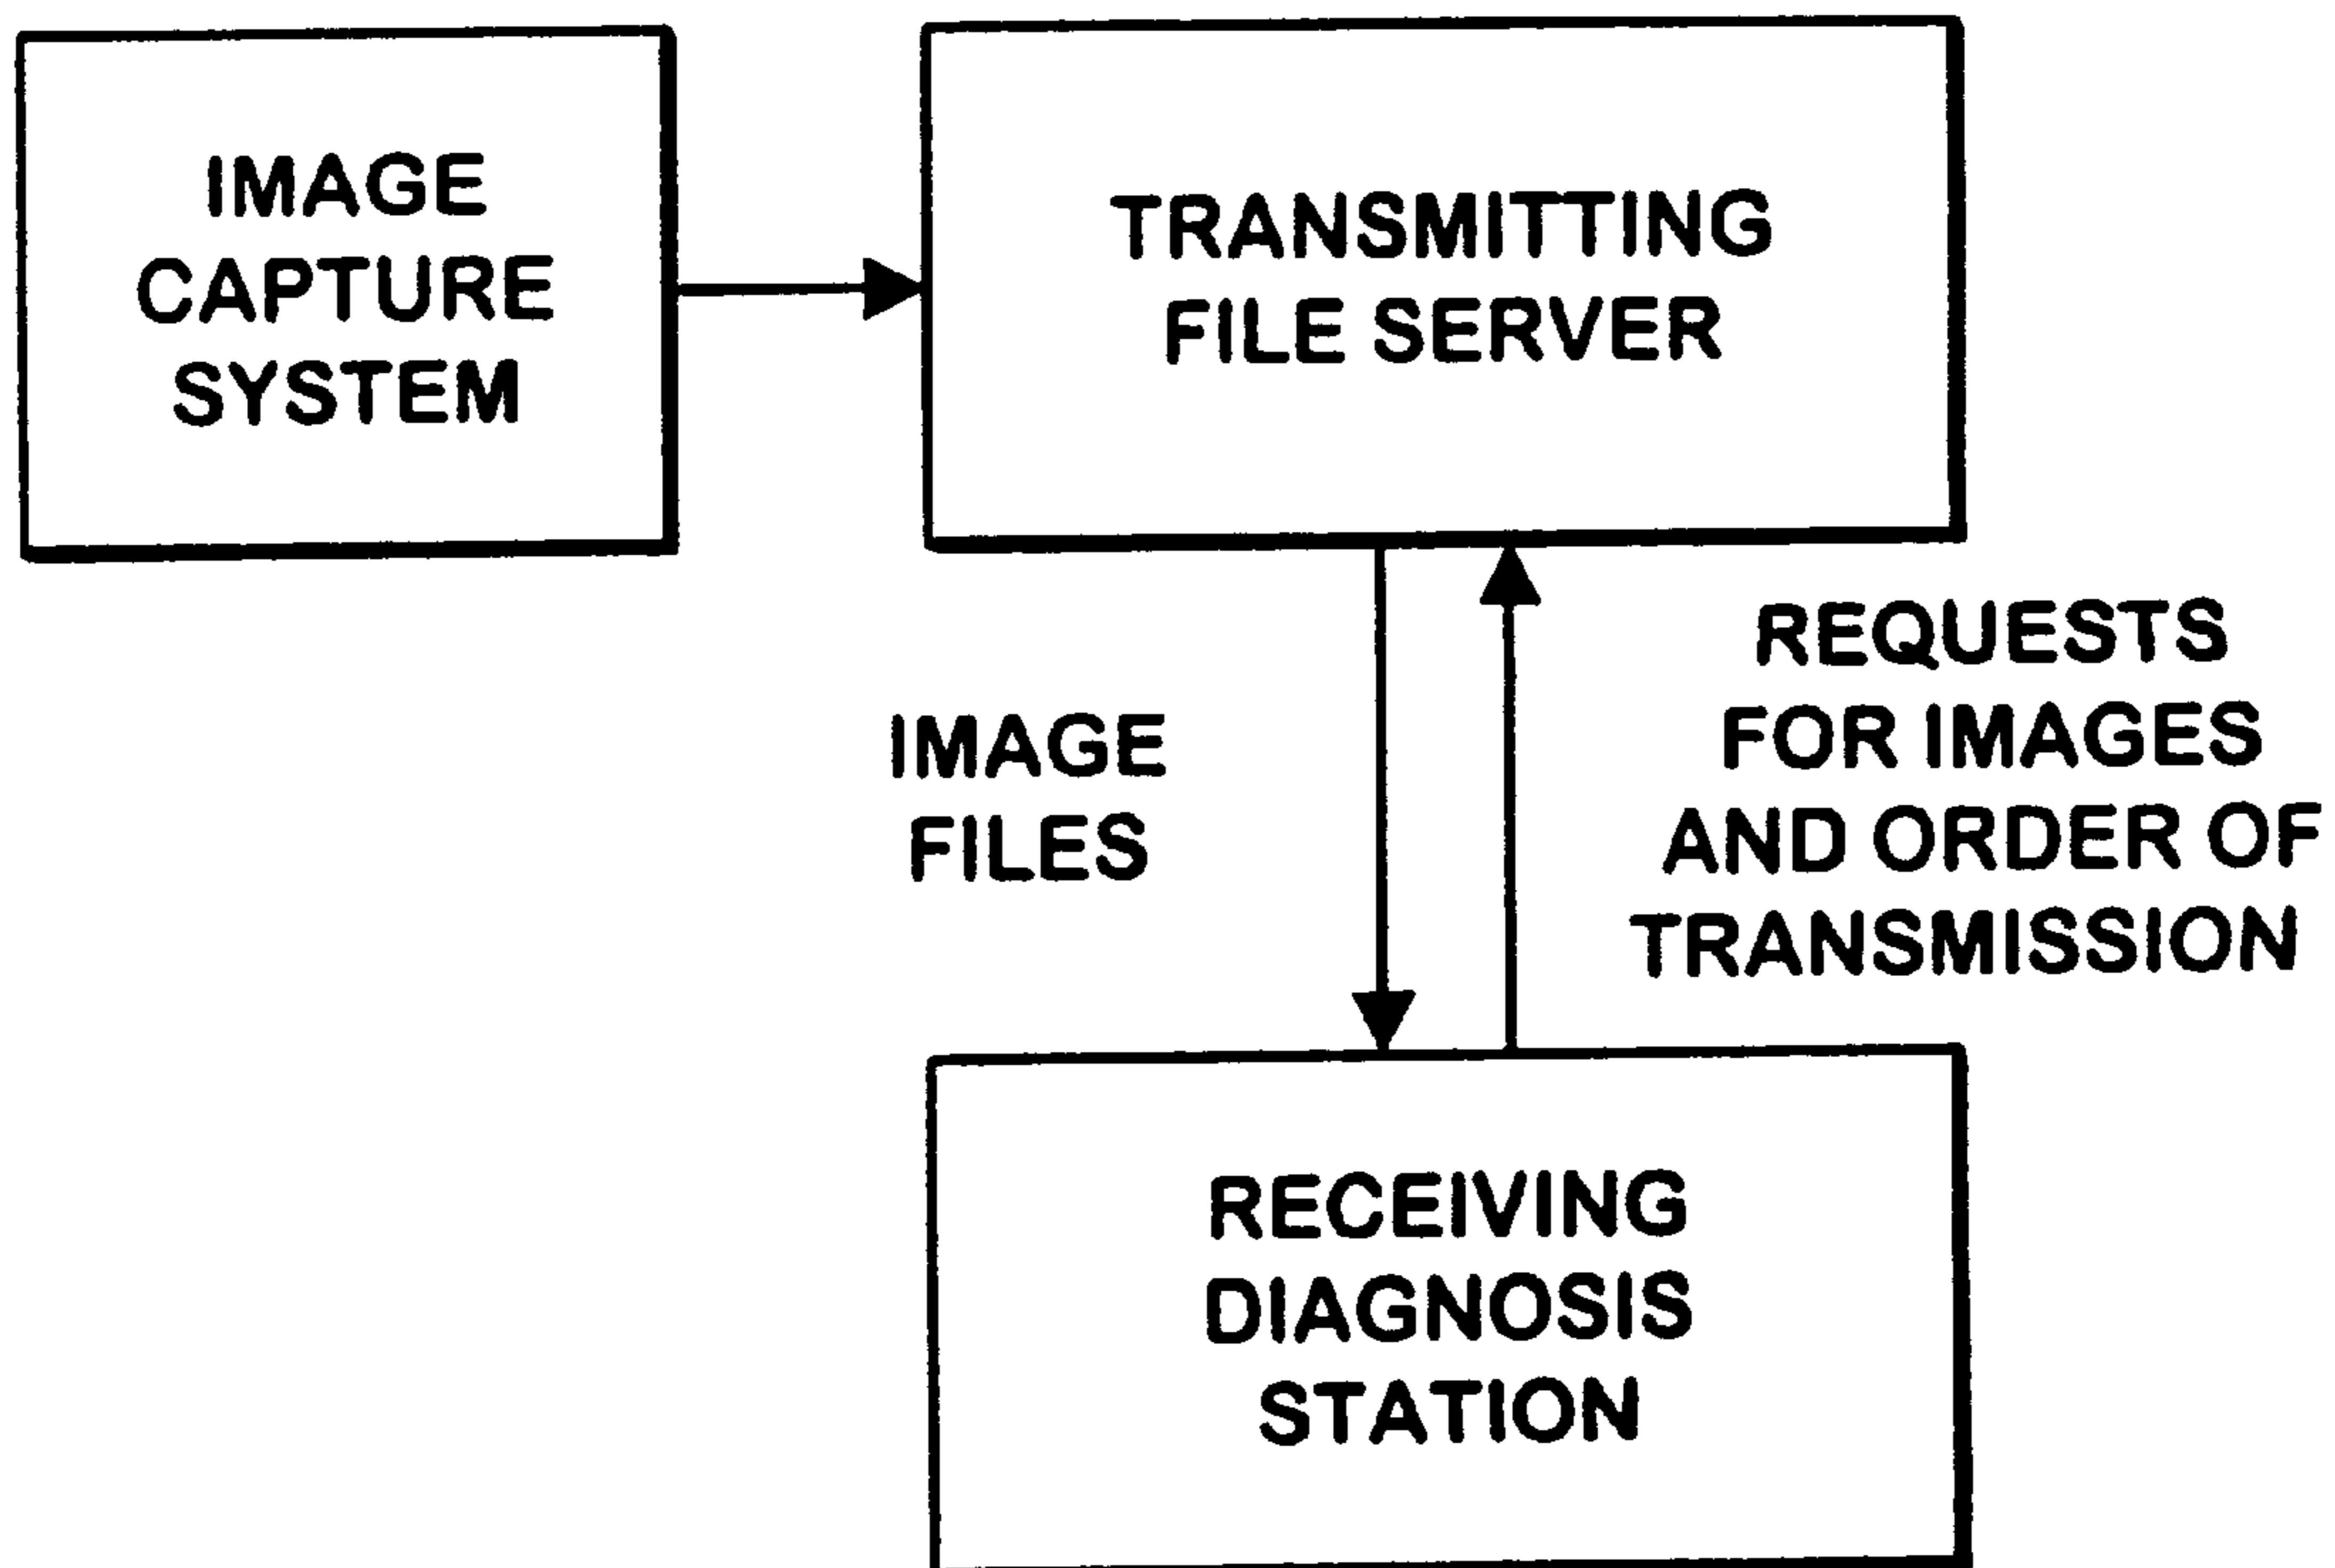 IMAGE
CAPTURE
SYSTEM
TRANSMITTING
FILE SERVER
IMAGE
FILES
REQUESTS
FOR IMAGES
AND ORDER OF
TRANSMISSION
RECEIVING
DIAGNOSIS
STATION